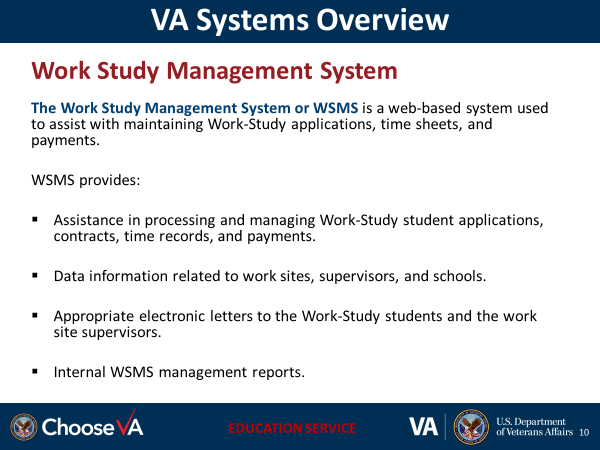 VA Systems Overview
Work Study Management System
The Work Study Management System or WSMS is a web-based system used
to assist with maintaining Work-Study applications, time sheets, and
payments.
WSMS provides:
▪ Assistance in processing and managing Work-Study student applications,
contracts, time records, and payments.
▪ Data information related to work sites, supervisors, and schools.
▪ Appropriate electronic letters to the Work-Study students and the work
site supervisors.
▪ Internal WSMS management reports.
ChooseVA
EDUCATION SERVICE
VA
U.S. Department
of Veterans Affairs
10